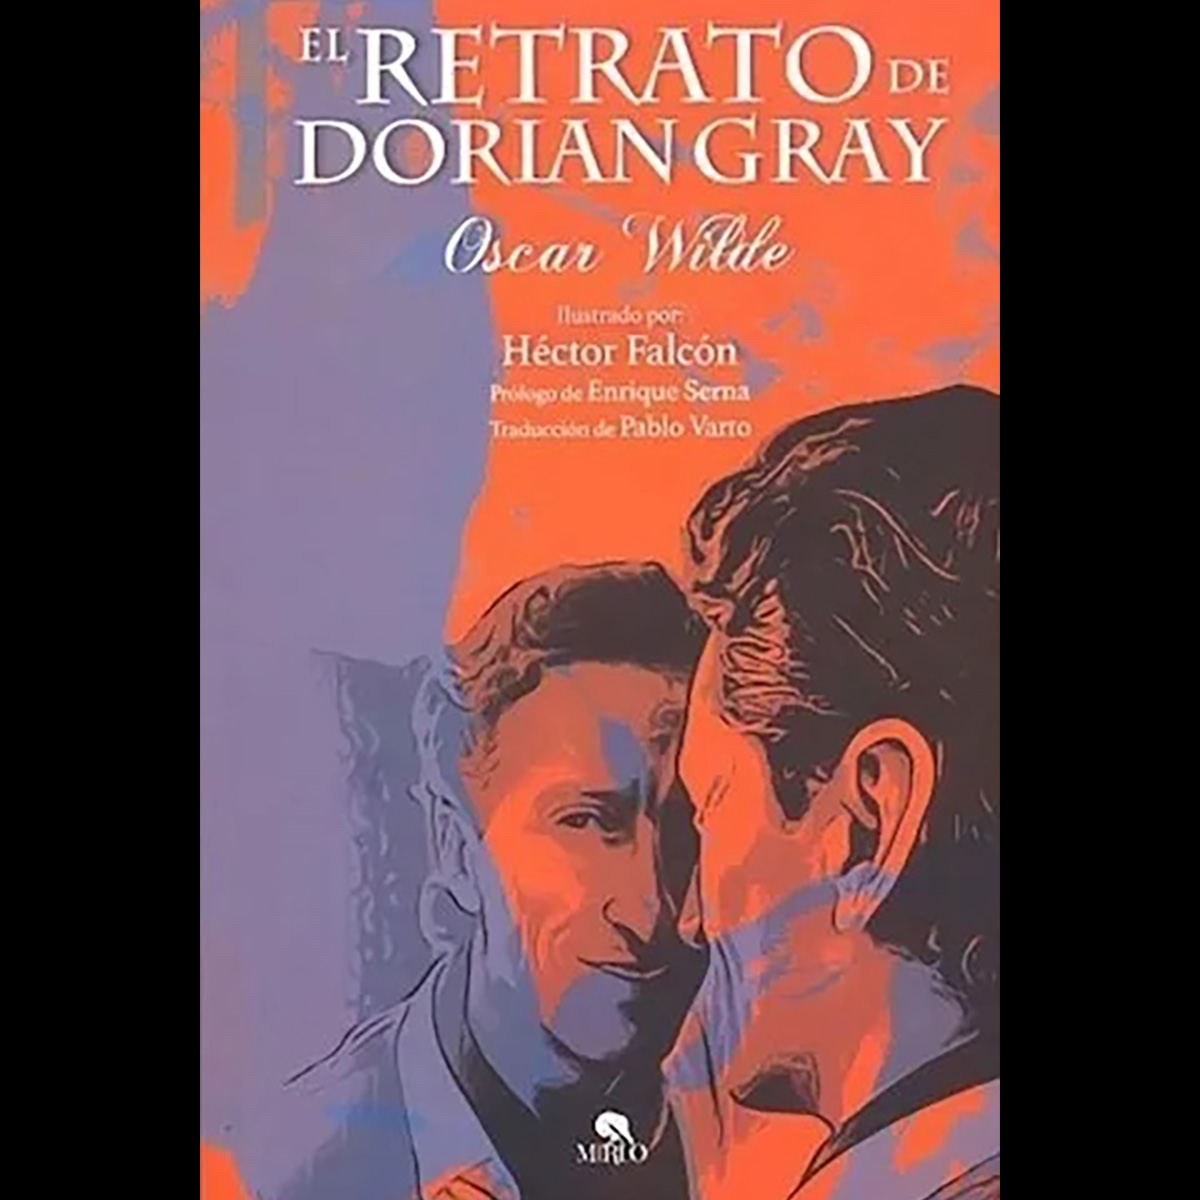 EL RETRATO DE
DORIAN GRAY
Oscar Wilde
Ilustrado por:
Héctor Falcón
Prólogo de Enrique Serna
Traducción de Pablo Varto
MIRLO